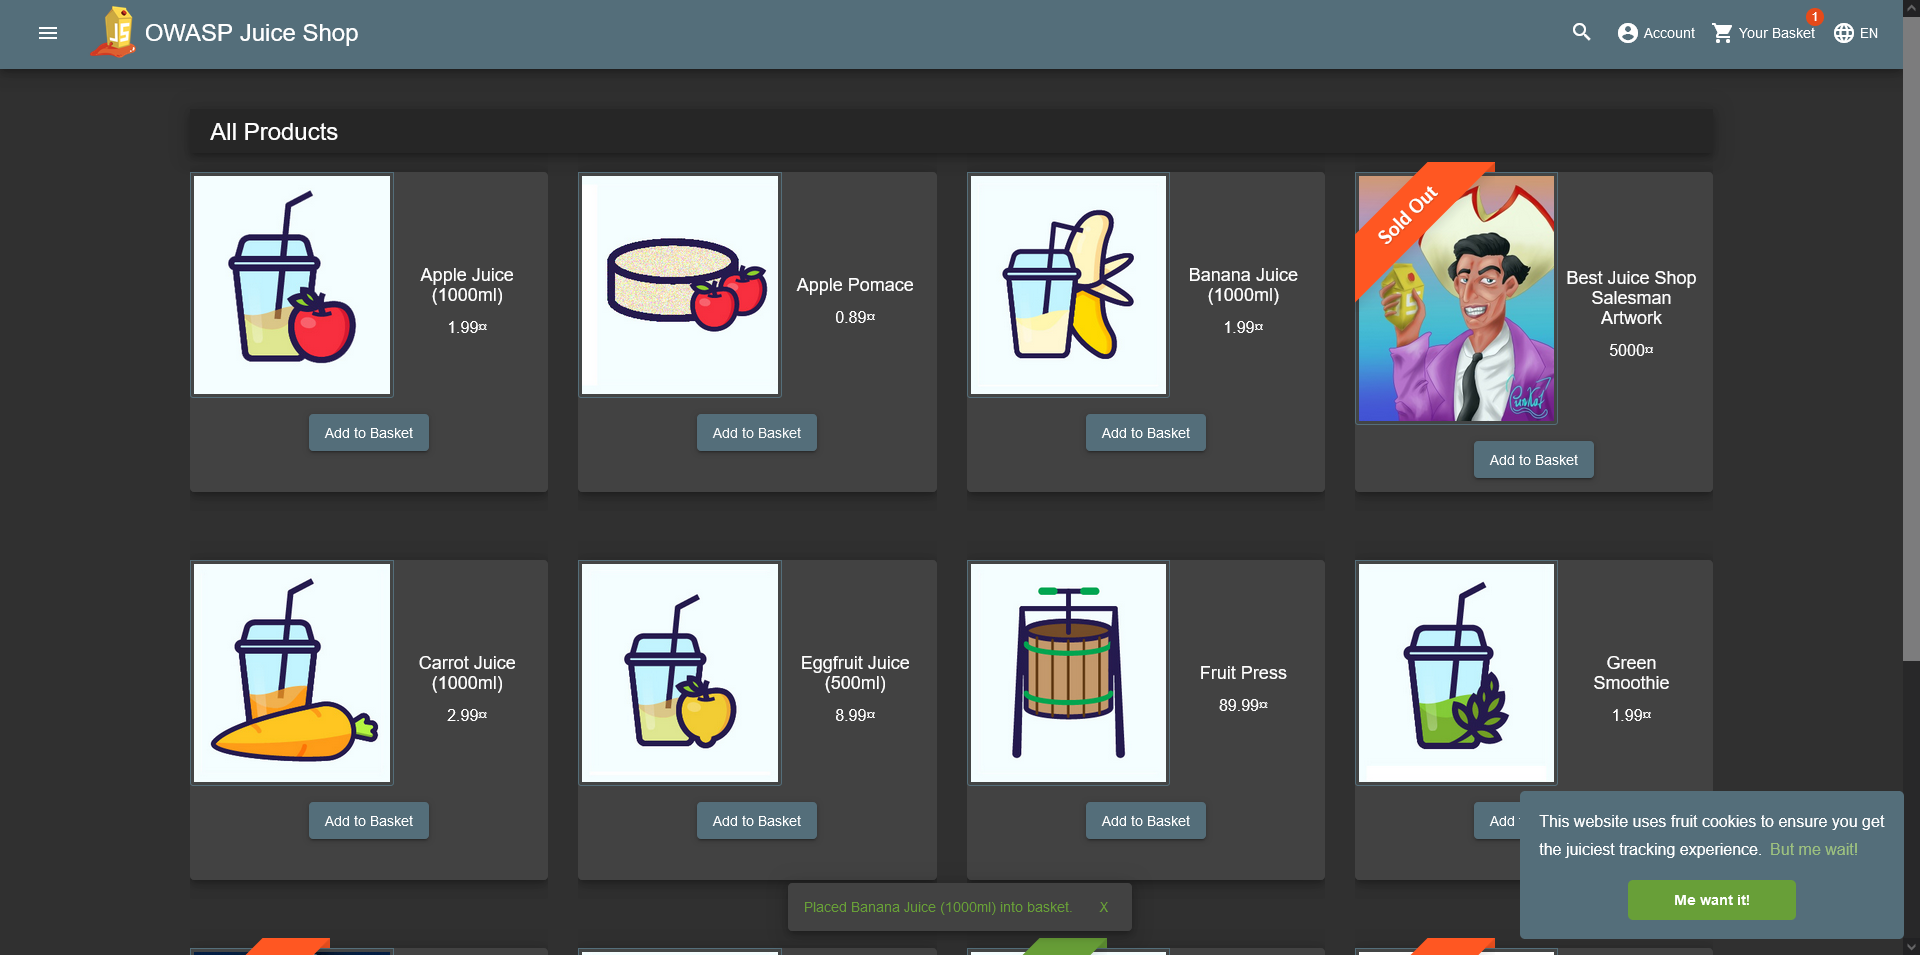 OWASP Juice Shop
Account
Your Basket
1
EN
All Products
Apple Juice
(1000ml)
1.99¤
Add to Basket
Apple Pomace
0.89¤
Add to Basket
Banana Juice
(1000ml)
1.99¤
Add to Basket
Sold Out
Best Juice Shop
Salesman
Artwork
5000¤
Add to Basket
Carrot Juice
(1000ml)
2.99¤
Add to Basket
Eggfruit Juice
(500ml)
8.99¤
Add to Basket
Fruit Press
89.99¤
Add to Basket
Green
Smoothie
1.99¤
Add
This website uses fruit cookies to ensure you get
the juiciest tracking experience. But me wait!
Me want it!
Placed Banana Juice (1000ml) into basket.
X